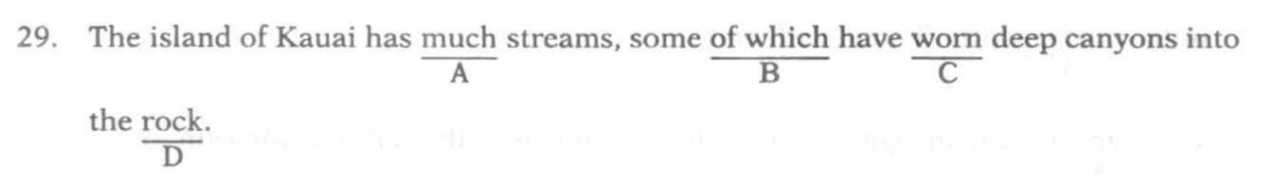 29. The island of Kauai has much streams, some of which have worn deep canyons into
A B C
the rock.
D